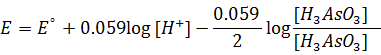 E = E° + 0.059log [H⁺] − 0.059/2 log [H₃AsO₃]/[H₃AsO₃]